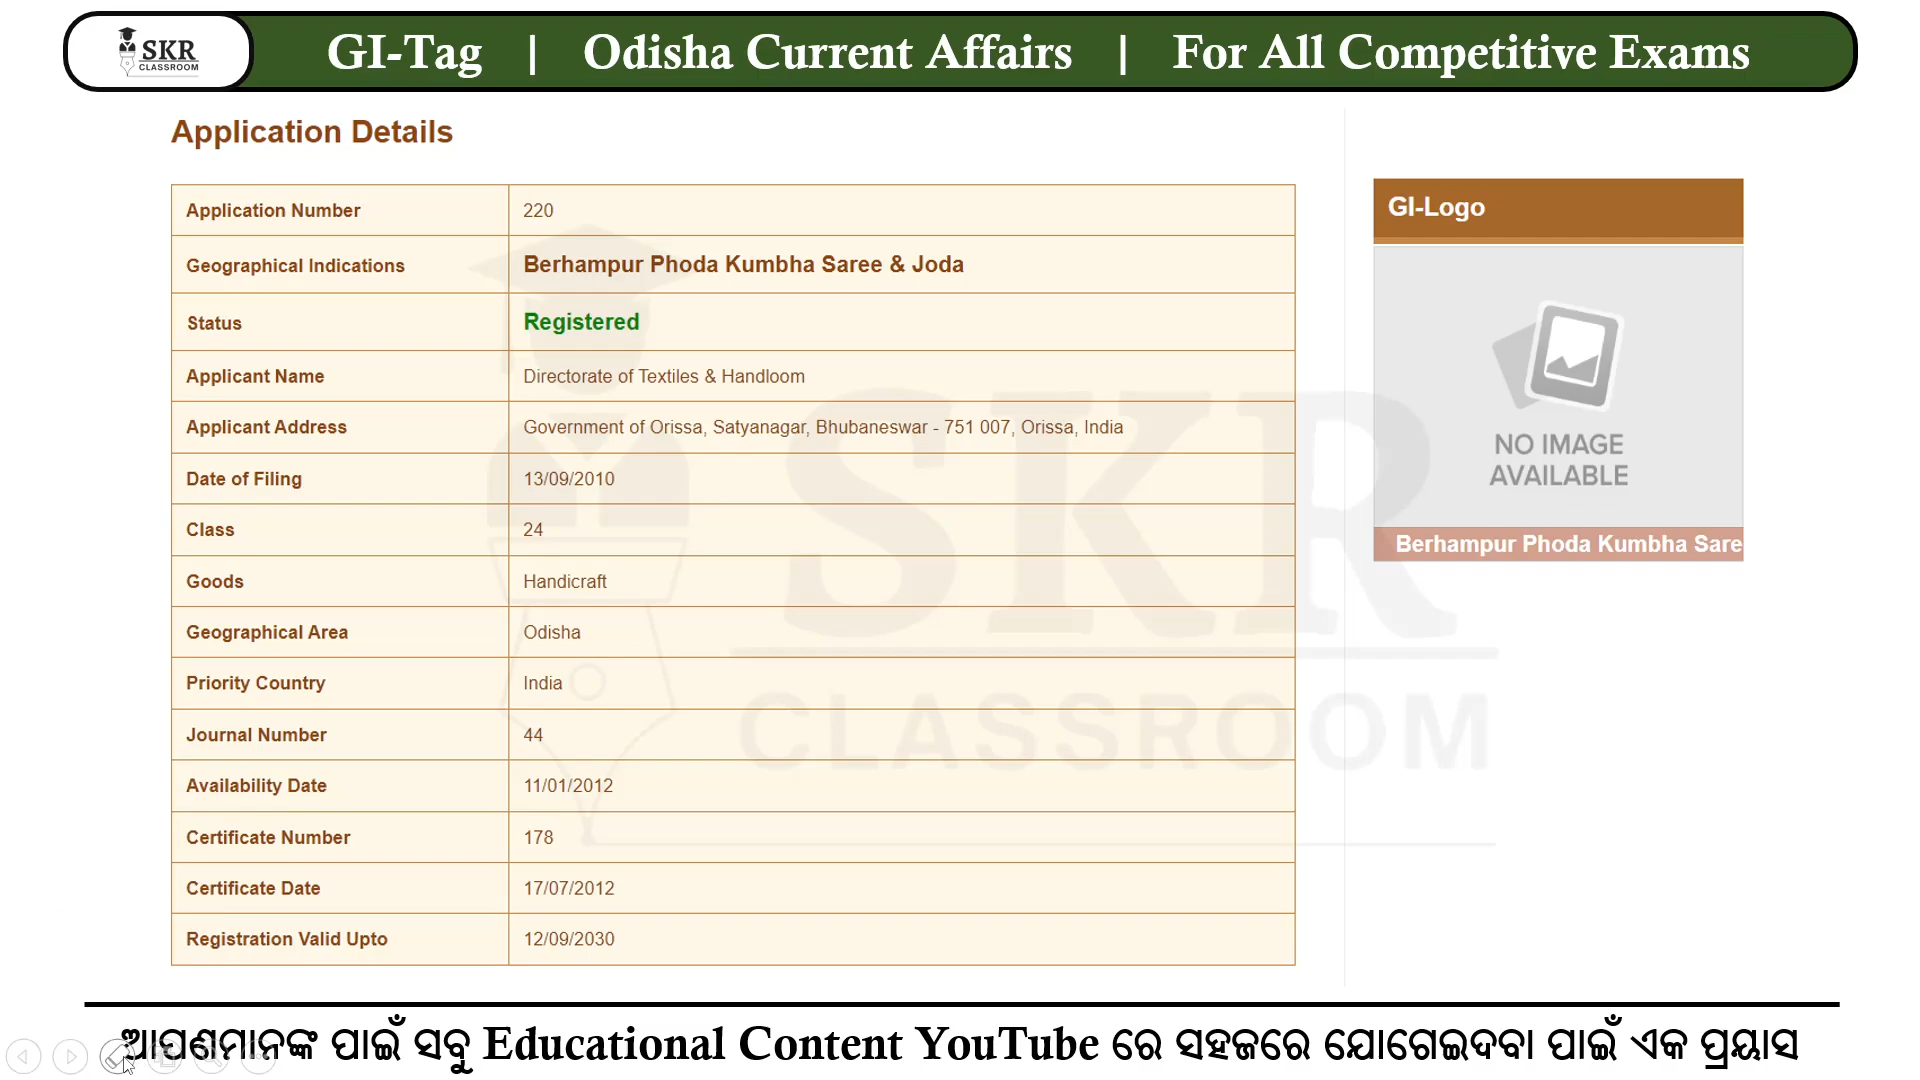 SKR
CLASSROOM
GI-Tag | Odisha Current Affairs | For All Competitive Exams
Application Details
Application Number 220
Geographical Indications Berhampur Phoda Kumbha Saree & Joda
Status Registered
Applicant Name Directorate of Textiles & Handloom
Applicant Address Government of Orissa, Satyanagar, Bhubaneswar - 751 007, Orissa, India
Date of Filing 13/09/2010
Class 24
Goods Handicraft
Geographical Area Odisha
Priority Country India
Journal Number 44
Availability Date 11/01/2012
Certificate Number 178
Certificate Date 17/07/2012
Registration Valid Upto 12/09/2030
GI-Logo
NO IMAGE
AVAILABLE
Berhampur Phoda Kumbha Sare
SKR
CLASSROOM
ଆପଣମାନଙ୍କ ପାଇଁ ସବୁ Educational Content YouTube ରେ ସହଜରେ ଯୋଗେଇଦବା ପାଇଁ ଏକ ପ୍ରୟାସ